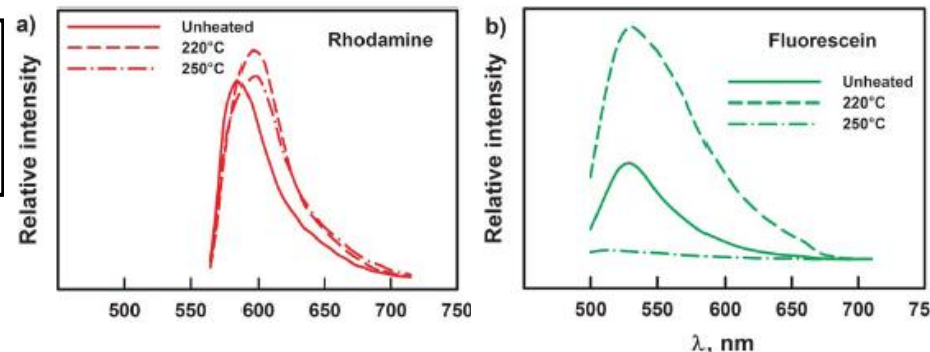 a)
Unheated
220°C
250°C
Rhodamine
Relative intensity
500 550 600 650 700 750
b)
Fluorescein
Unheated
220°C
250°C
Relative intensity
500 550 600 650 700 75
λ, nm